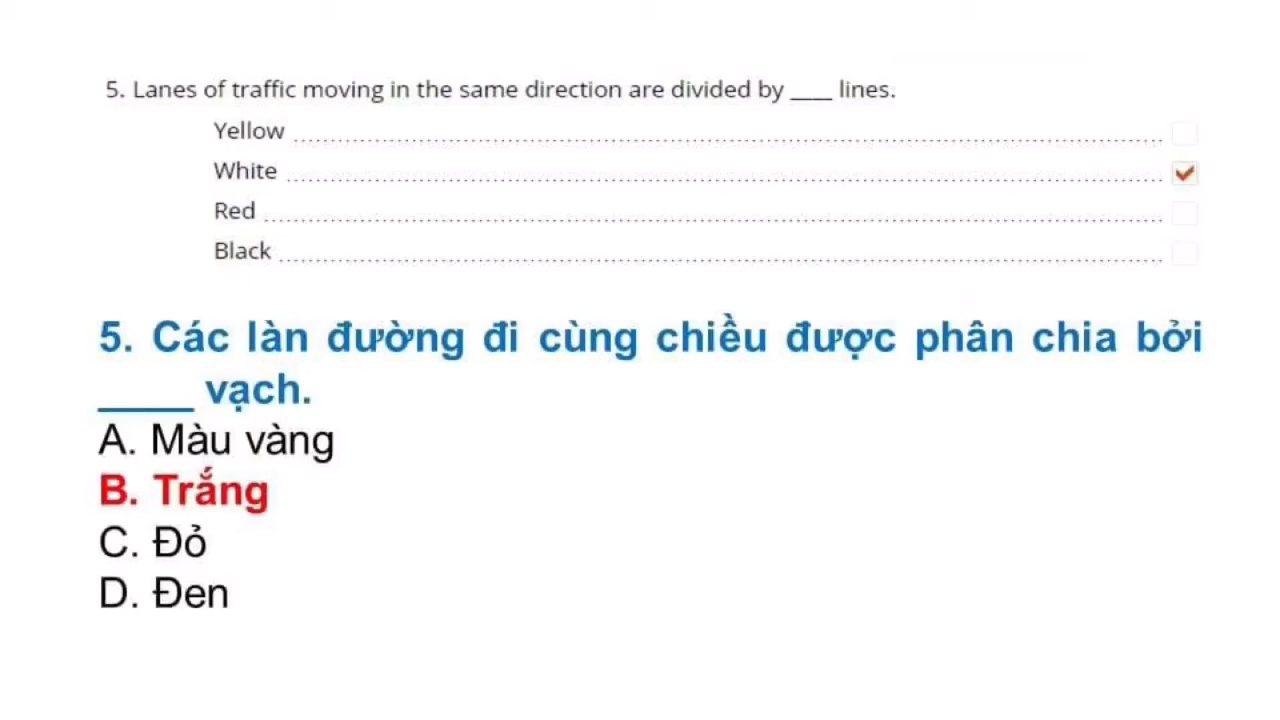 5. Lanes of traffic moving in the same direction are divided by ____ lines.
Yellow
White
Red
Black
5. Các làn đường đi cùng chiều được phân chia bởi
____ vạch.
A. Màu vàng
B. Trắng
C. Đỏ
D. Đen